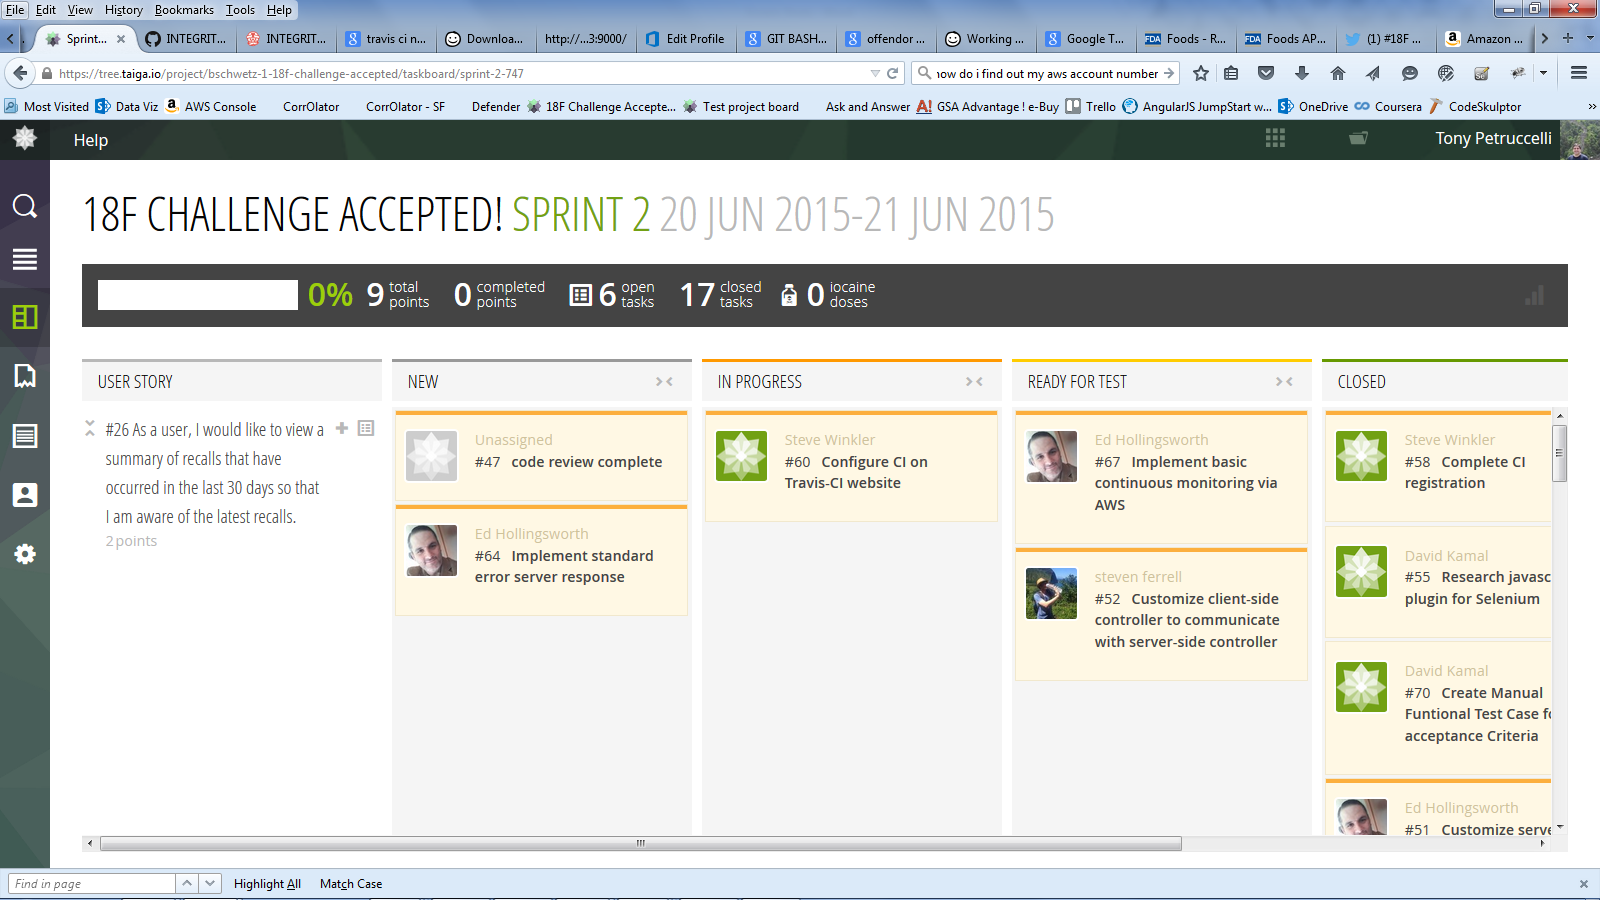 File Edit View History Bookmarks Tools Help
Sprint... INTEGRIT... INTEGRIT... travis ci n... Downloa... http://...3:9000/ Edit Profile GIT BASH... offendor ... Working ... Google T... FDA Foods - R... FDA Foods AP... (1) #18F ... Amazon ...
https://tree.taiga.io/project/bschwetz-1-18f-challenge-accepted/taskboard/sprint-2-747
how do i find out my aws account number
Most Visited Data Viz AWS Console CorrOlator CorrOlator - SF Defender 18F Challenge Accepte... Test project board Ask and Answer GSA Advantage ! e-Buy Trello AngularJS JumpStart w... OneDrive Coursera CodeSkulptor
Help
Tony Petruccelli
18F CHALLENGE ACCEPTED! SPRINT 2 20 JUN 2015-21 JUN 2015
0% 9 total points 0 completed points 6 open tasks 17 closed tasks 0 iocaine doses
USER STORY
NEW
IN PROGRESS
READY FOR TEST
CLOSED
#26 As a user, I would like to view a
summary of recalls that have
occurred in the last 30 days so that
I am aware of the latest recalls.
2 points
Unassigned
#47 code review complete
Ed Hollingsworth
#64 Implement standard
error server response
Steve Winkler
#60 Configure CI on
Travis-CI website
Ed Hollingsworth
#67 Implement basic
continuous monitoring via
AWS
steven ferrell
#52 Customize client-side
controller to communicate
with server-side controller
Steve Winkler
#58 Complete CI
registration
David Kamal
#55 Research javasc
plugin for Selenium
David Kamal
#70 Create Manual
Funtional Test Case fo
acceptance Criteria
Ed Hollingsworth
#51 Customize serve
Find in page Highlight All Match Case